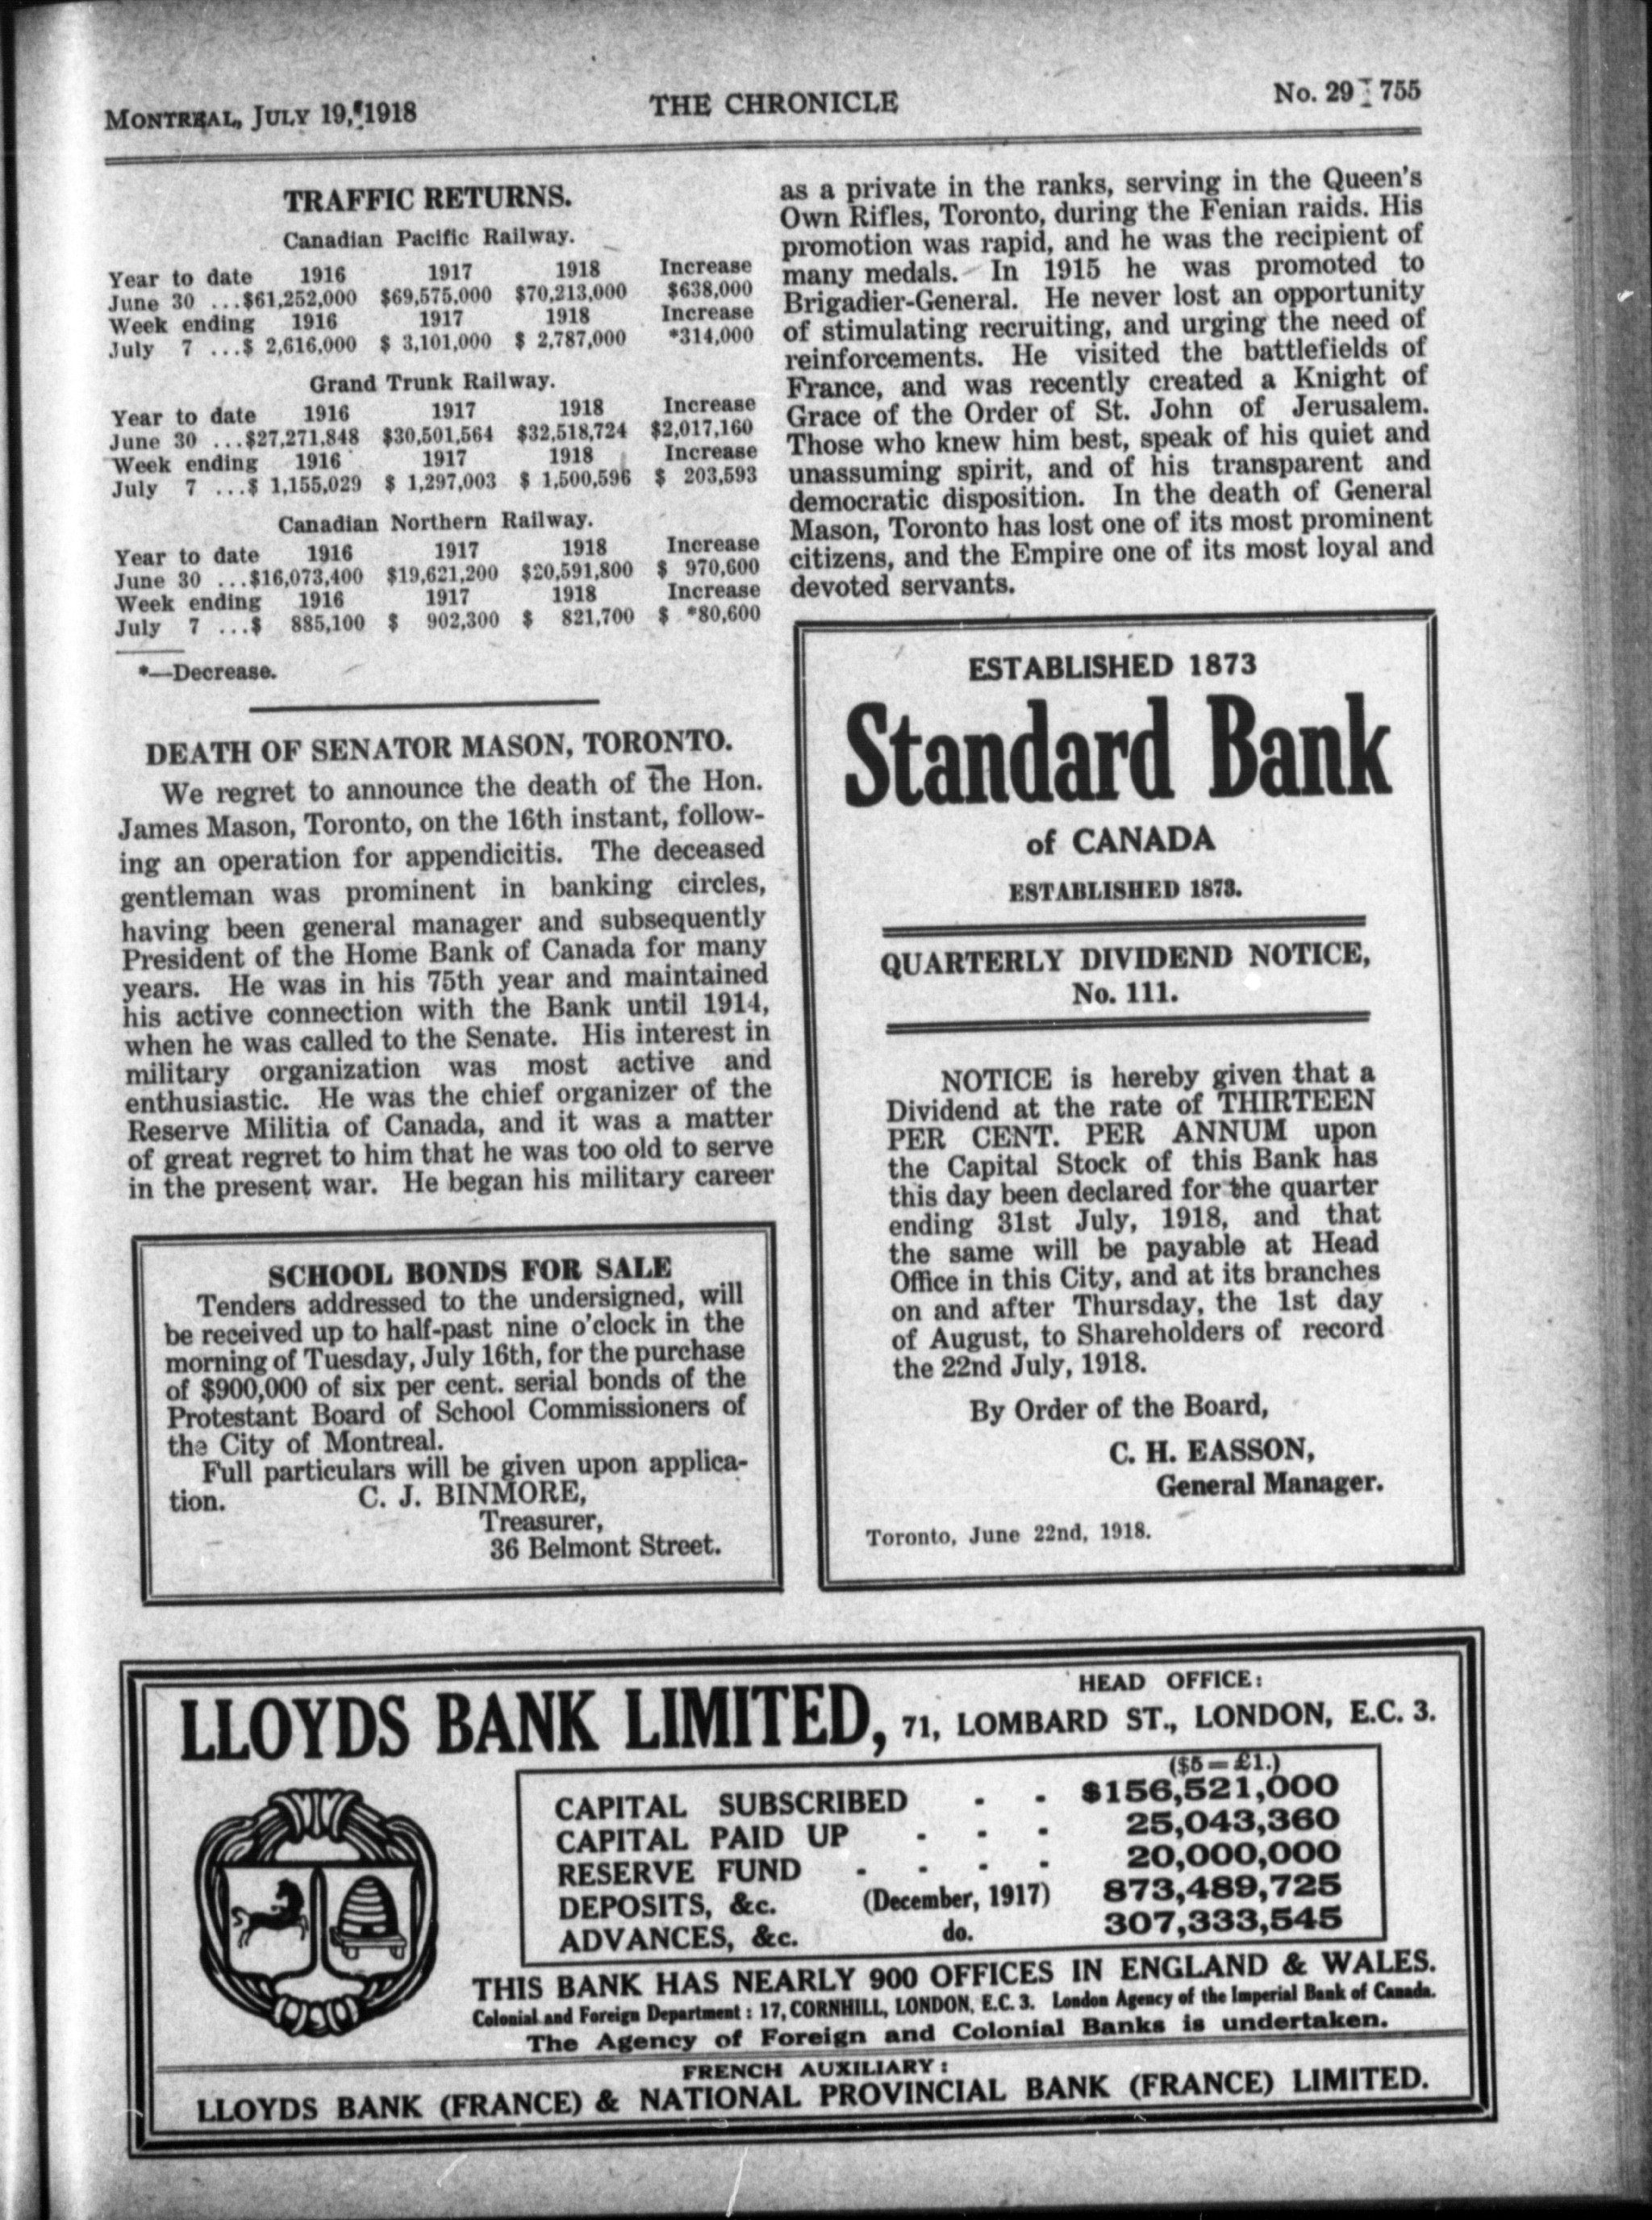 MONTREAL, JULY 19, 1918
THE CHRONICLE
No. 29 755
TRAFFIC RETURNS.
Canadian Pacific Railway.
Year to date 1916 1917 1918 Increase
June 30 ...$61,252,000 $69,575,000 $70,213,000 $638,000
Week ending 1916 1917 1918 Increase
July 7 ...$ 2,616,000 $ 3,101,000 $ 2,787,000 *314,000
Grand Trunk Railway.
Year to date 1916 1917 1918 Increase
June 30 ...$27,271,848 $30,501,564 $32,518,724 $2,017,160
Week ending 1916 1917 1918 Increase
July 7 ...$ 1,155,029 $ 1,297,003 $ 1,500,596 $ 203,593
Canadian Northern Railway.
Year to date 1916 1917 1918 Increase
June 30 ...$16,073,400 $19,621,200 $20,591,800 $ 970,600
Week ending 1916 1917 1918 Increase
July 7 ...$ 885,100 $ 902,300 $ 821,700 $ *80,600
*—Decrease.
DEATH OF SENATOR MASON, TORONTO.
We regret to announce the death of the Hon.
James Mason, Toronto, on the 16th instant, follow-
ing an operation for appendicitis. The deceased
gentleman was prominent in banking circles,
having been general manager and subsequently
President of the Home Bank of Canada for many
years. He was in his 75th year and maintained
his active connection with the Bank until 1914,
when he was called to the Senate. His interest in
military organization was most active and
enthusiastic. He was the chief organizer of the
Reserve Militia of Canada, and it was a matter
of great regret to him that he was too old to serve
in the present war. He began his military career
as a private in the ranks, serving in the Queen's
Own Rifles, Toronto, during the Fenian raids. His
promotion was rapid, and he was the recipient of
many medals. In 1915 he was promoted to
Brigadier-General. He never lost an opportunity
of stimulating recruiting, and urging the need of
reinforcements. He visited the battlefields of
France, and was recently created a Knight of
Grace of the Order of St. John of Jerusalem.
Those who knew him best, speak of his quiet and
unassuming spirit, and of his transparent and
democratic disposition. In the death of General
Mason, Toronto has lost one of its most prominent
citizens, and the Empire one of its most loyal and
devoted servants.
SCHOOL BONDS FOR SALE
Tenders addressed to the undersigned, will
be received up to half-past nine o'clock in the
morning of Tuesday, July 16th, for the purchase
of $900,000 of six per cent. serial bonds of the
Protestant Board of School Commissioners of
the City of Montreal.
Full particulars will be given upon applica-
tion. C. J. BINMORE,
Treasurer,
36 Belmont Street.
ESTABLISHED 1873
Standard Bank
of CANADA
ESTABLISHED 1873.
QUARTERLY DIVIDEND NOTICE,
No. 111.
NOTICE is hereby given that a
Dividend at the rate of THIRTEEN
PER CENT. PER ANNUM upon
the Capital Stock of this Bank has
this day been declared for the quarter
ending 31st July, 1918, and that
the same will be payable at Head
Office in this City, and at its branches
on and after Thursday, the 1st day
of August, to Shareholders of record
the 22nd July, 1918.
By Order of the Board,
C. H. EASSON,
General Manager.
Toronto, June 22nd, 1918.
HEAD OFFICE:
LLOYDS BANK LIMITED, 71, LOMBARD ST., LONDON, E.C. 3.
($5 = £1.)
CAPITAL SUBSCRIBED - - $156,521,000
CAPITAL PAID UP - - - 25,043,360
RESERVE FUND - - - - 20,000,000
DEPOSITS, &c. (December, 1917) 873,489,725
ADVANCES, &c. do. 307,333,545
THIS BANK HAS NEARLY 900 OFFICES IN ENGLAND & WALES.
Colonial and Foreign Department : 17, CORNHILL, LONDON, E.C. 3. London Agency of the Imperial Bank of Canada.
The Agency of Foreign and Colonial Banks is undertaken.
FRENCH AUXILIARY:
LLOYDS BANK (FRANCE) & NATIONAL PROVINCIAL BANK (FRANCE) LIMITED.